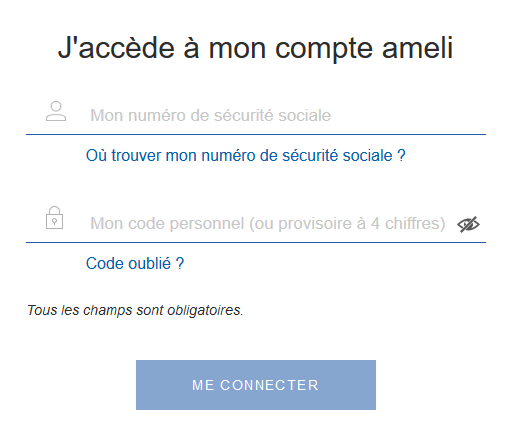 J'accède à mon compte ameli
Mon numéro de sécurité sociale
Où trouver mon numéro de sécurité sociale ?
Mon code personnel (ou provisoire à 4 chiffres)
Code oublié ?
Tous les champs sont obligatoires.
ME CONNECTER